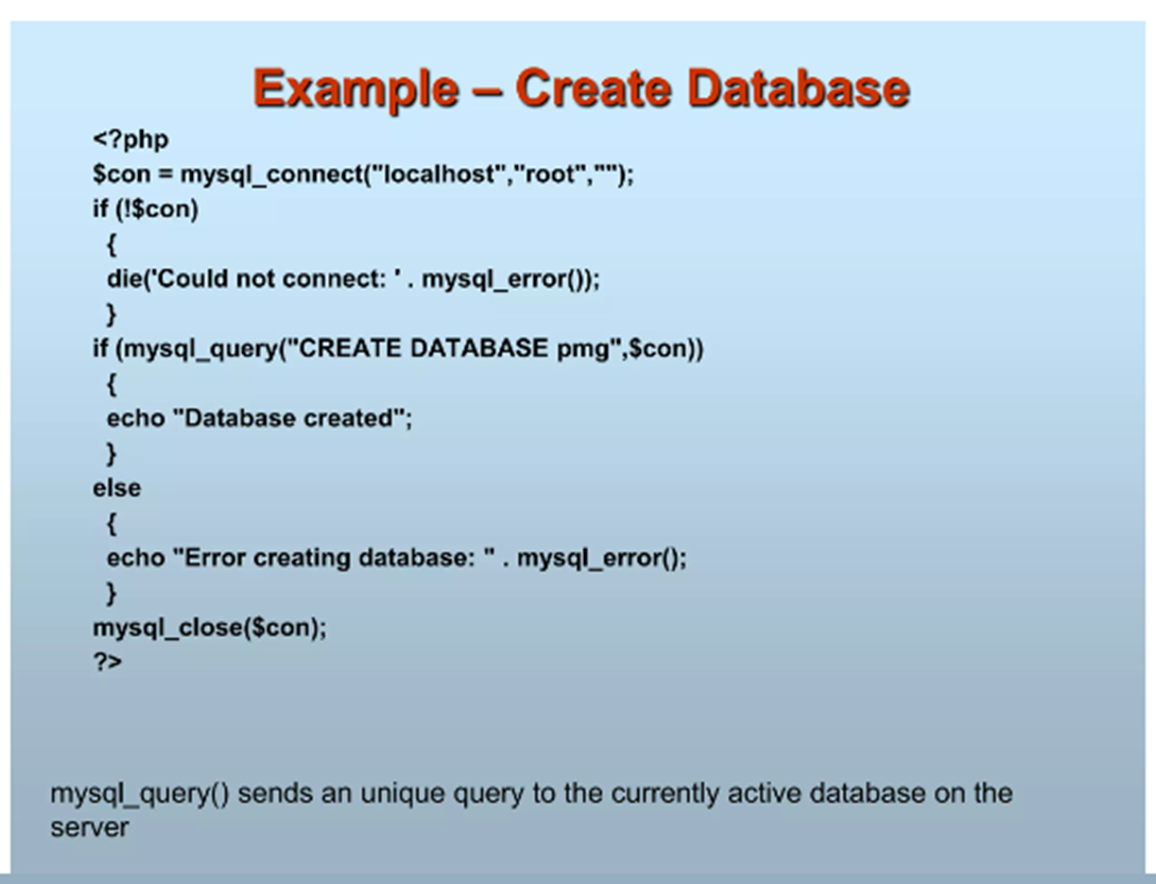 Example – Create Database
<?php
$con = mysql_connect("localhost","root","");
if (!$con)
{
die('Could not connect: ' . mysql_error());
}
if (mysql_query("CREATE DATABASE pmg",$con))
{
echo "Database created";
}
else
{
echo "Error creating database: " . mysql_error();
}
mysql_close($con);
?>
mysql_query() sends an unique query to the currently active database on the
server